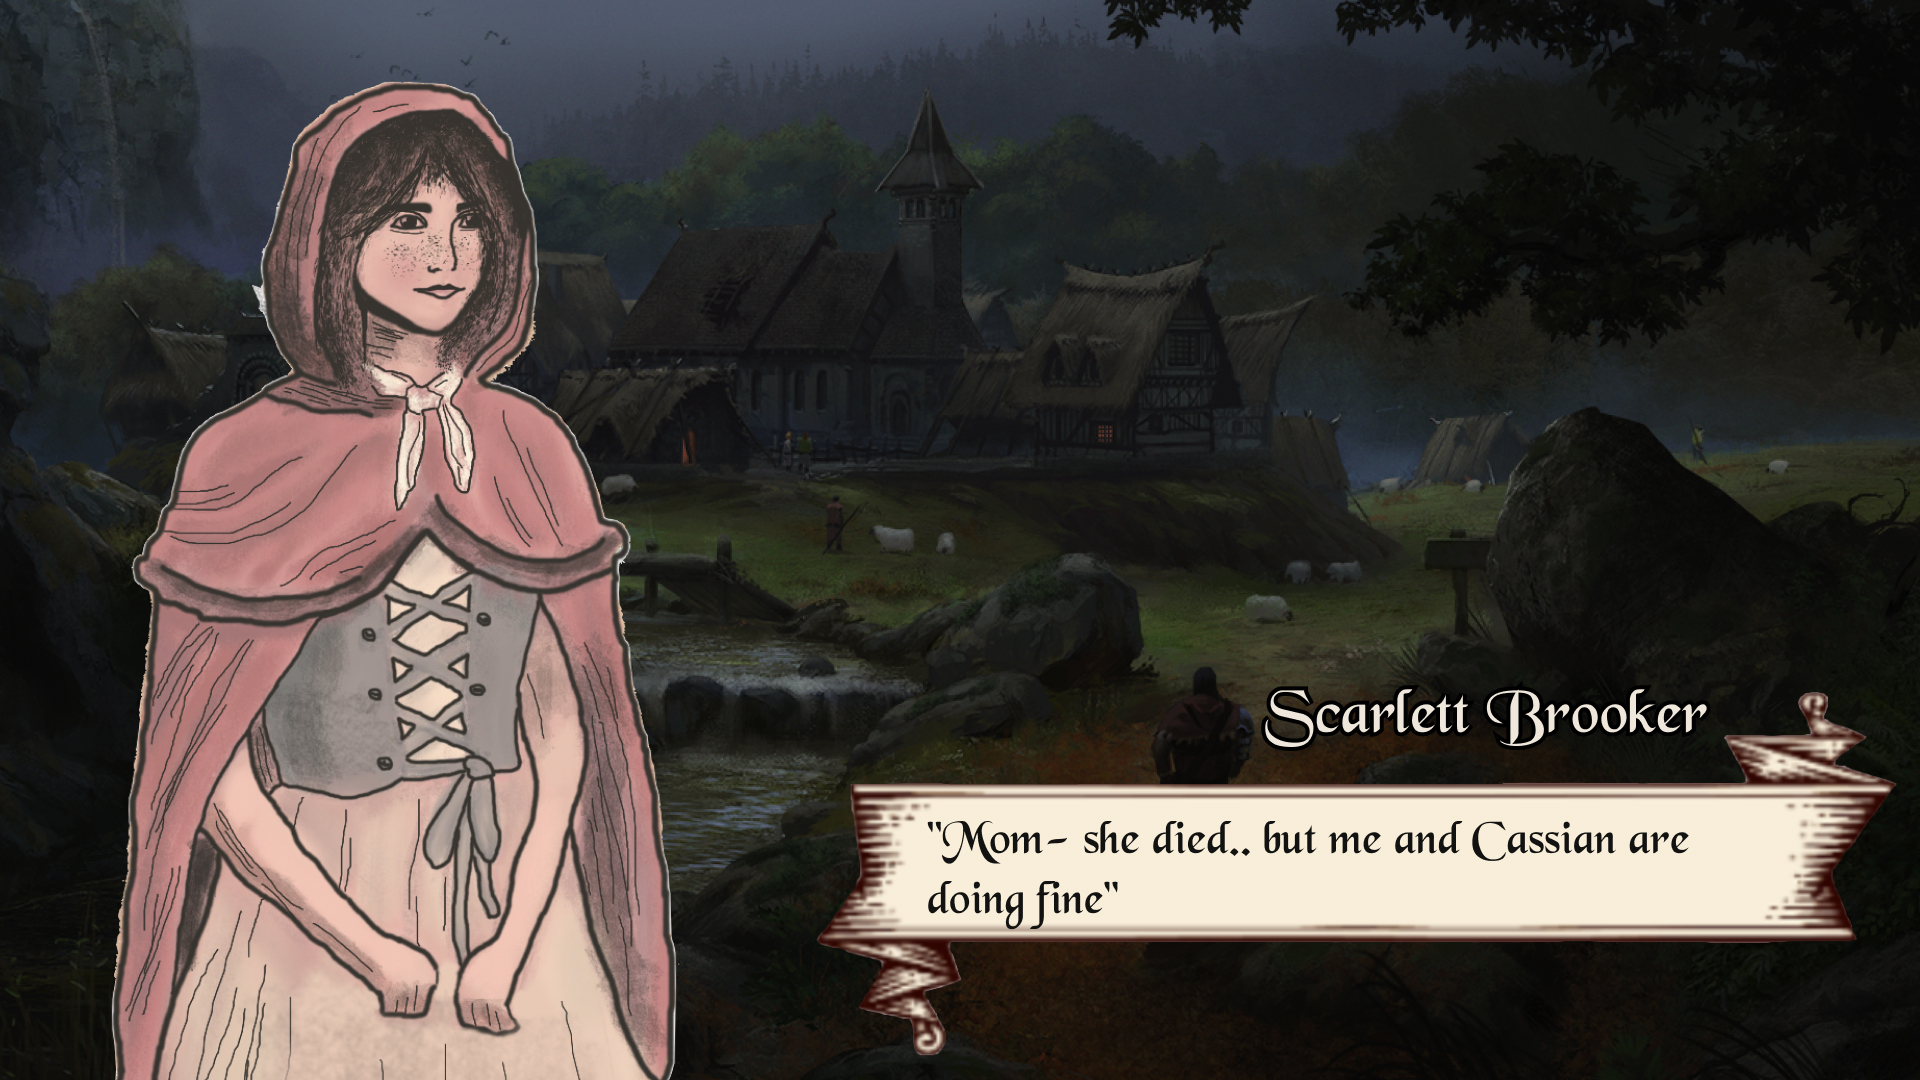 Scarlett Brooker
"Mom- she died.. but me and Cassian are
doing fine"